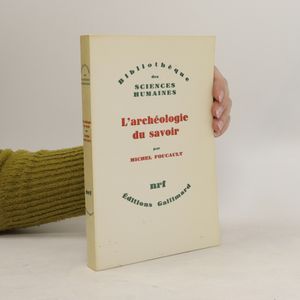 Bibliothèque
des
SCIENCES
HUMAINES
L'archéologie
du savoir
par
MICHEL FOUCAULT
nrf
Éditions Gallimard